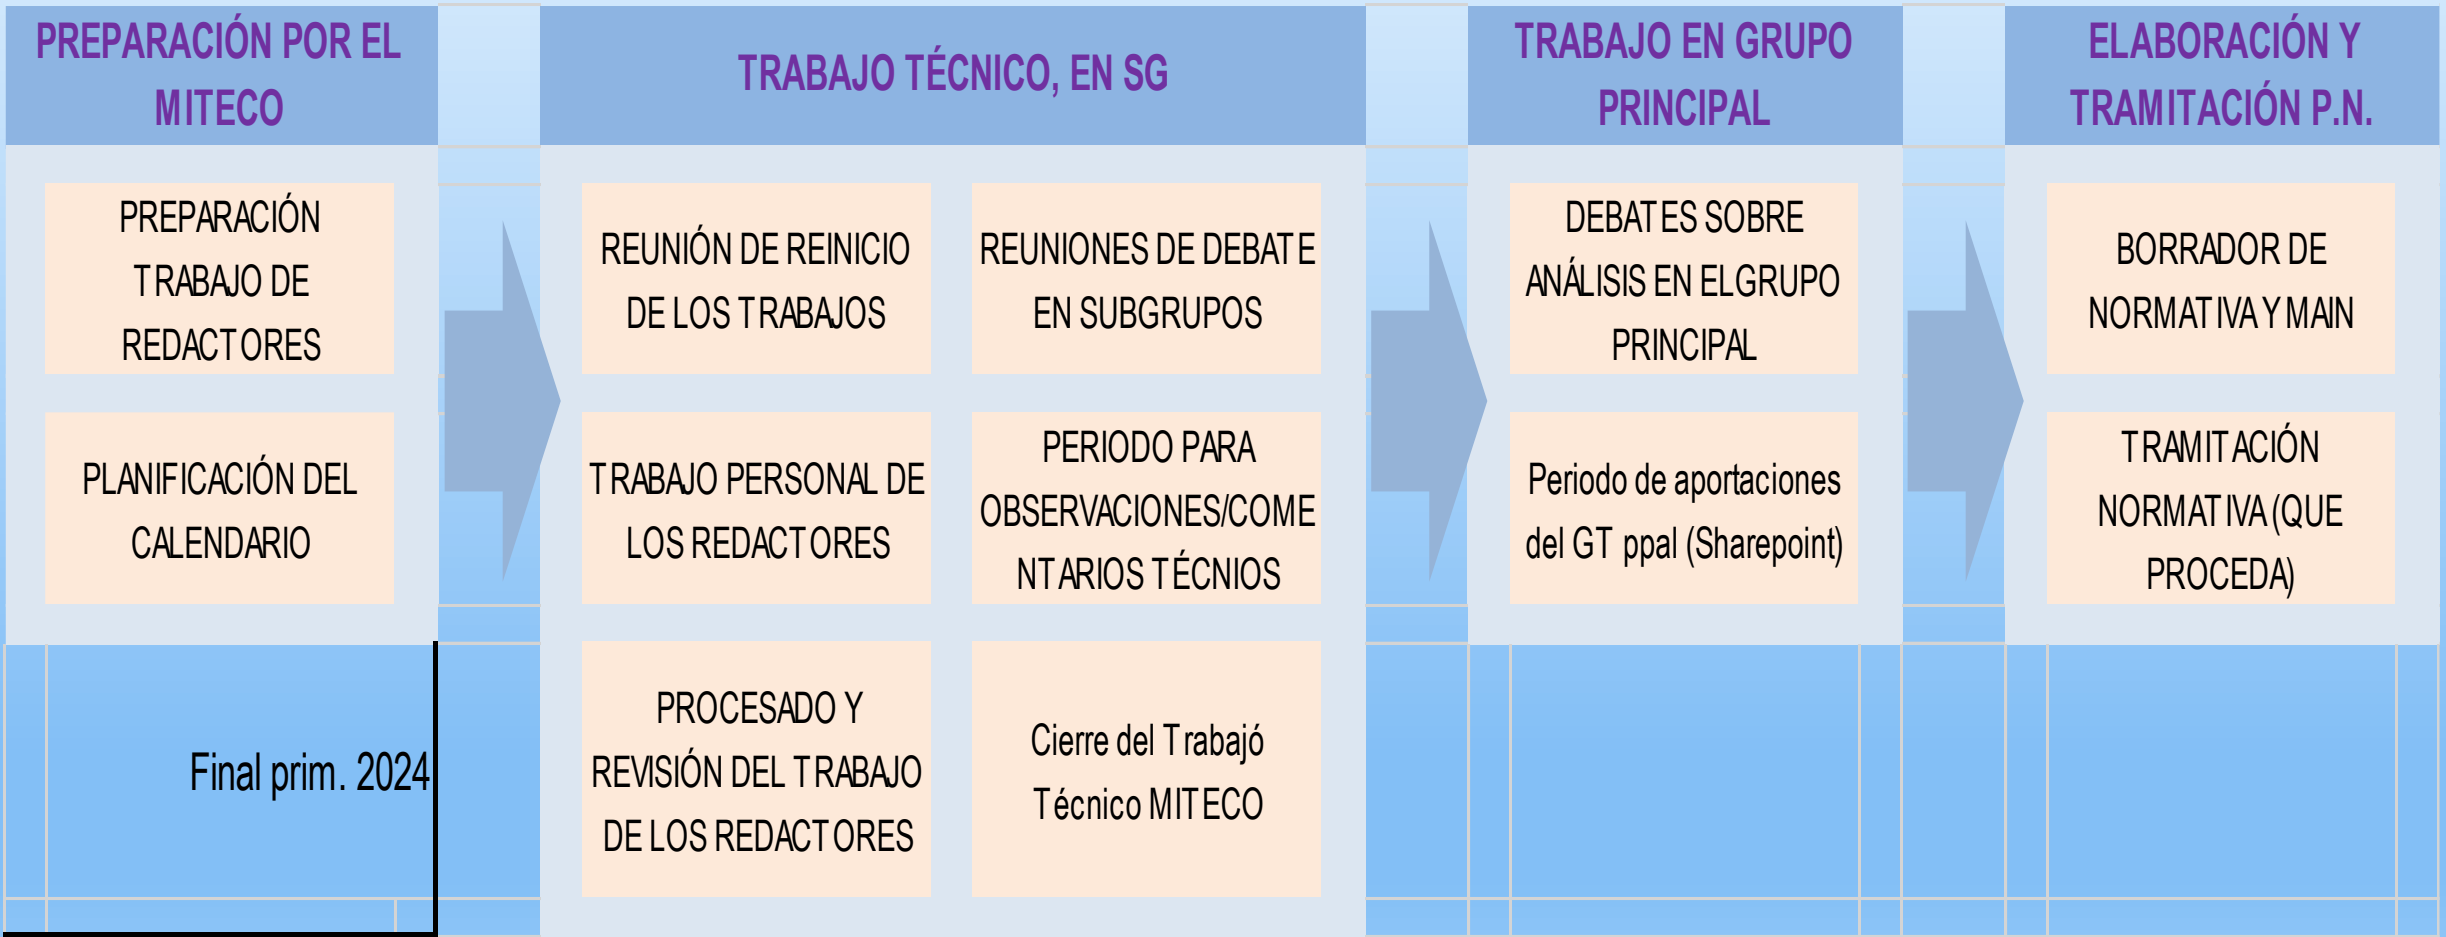 PREPARACIÓN POR EL
MITECO
TRABAJO TÉCNICO, EN SG
TRABAJO EN GRUPO
PRINCIPAL
ELABORACIÓN Y
TRAMITACIÓN P.N.
PREPARACIÓN
TRABAJO DE
REDACTORES
PLANIFICACIÓN DEL
CALENDARIO
Final prim. 2024
REUNIÓN DE REINICIO
DE LOS TRABAJOS
REUNIONES DE DEBATE
EN SUBGRUPOS
TRABAJO PERSONAL DE
LOS REDACTORES
PERIODO PARA
OBSERVACIONES/COME
NTARIOS TÉCNIOS
PROCESADO Y
REVISIÓN DEL TRABAJO
DE LOS REDACTORES
Cierre del Trabajó
Técnico MITECO
DEBATES SOBRE
ANÁLISIS EN ELGRUPO
PRINCIPAL
Periodo de aportaciones
del GT ppal (Sharepoint)
BORRADOR DE
NORMATIVA Y MAIN
TRAMITACIÓN
NORMATIVA (QUE
PROCEDA)